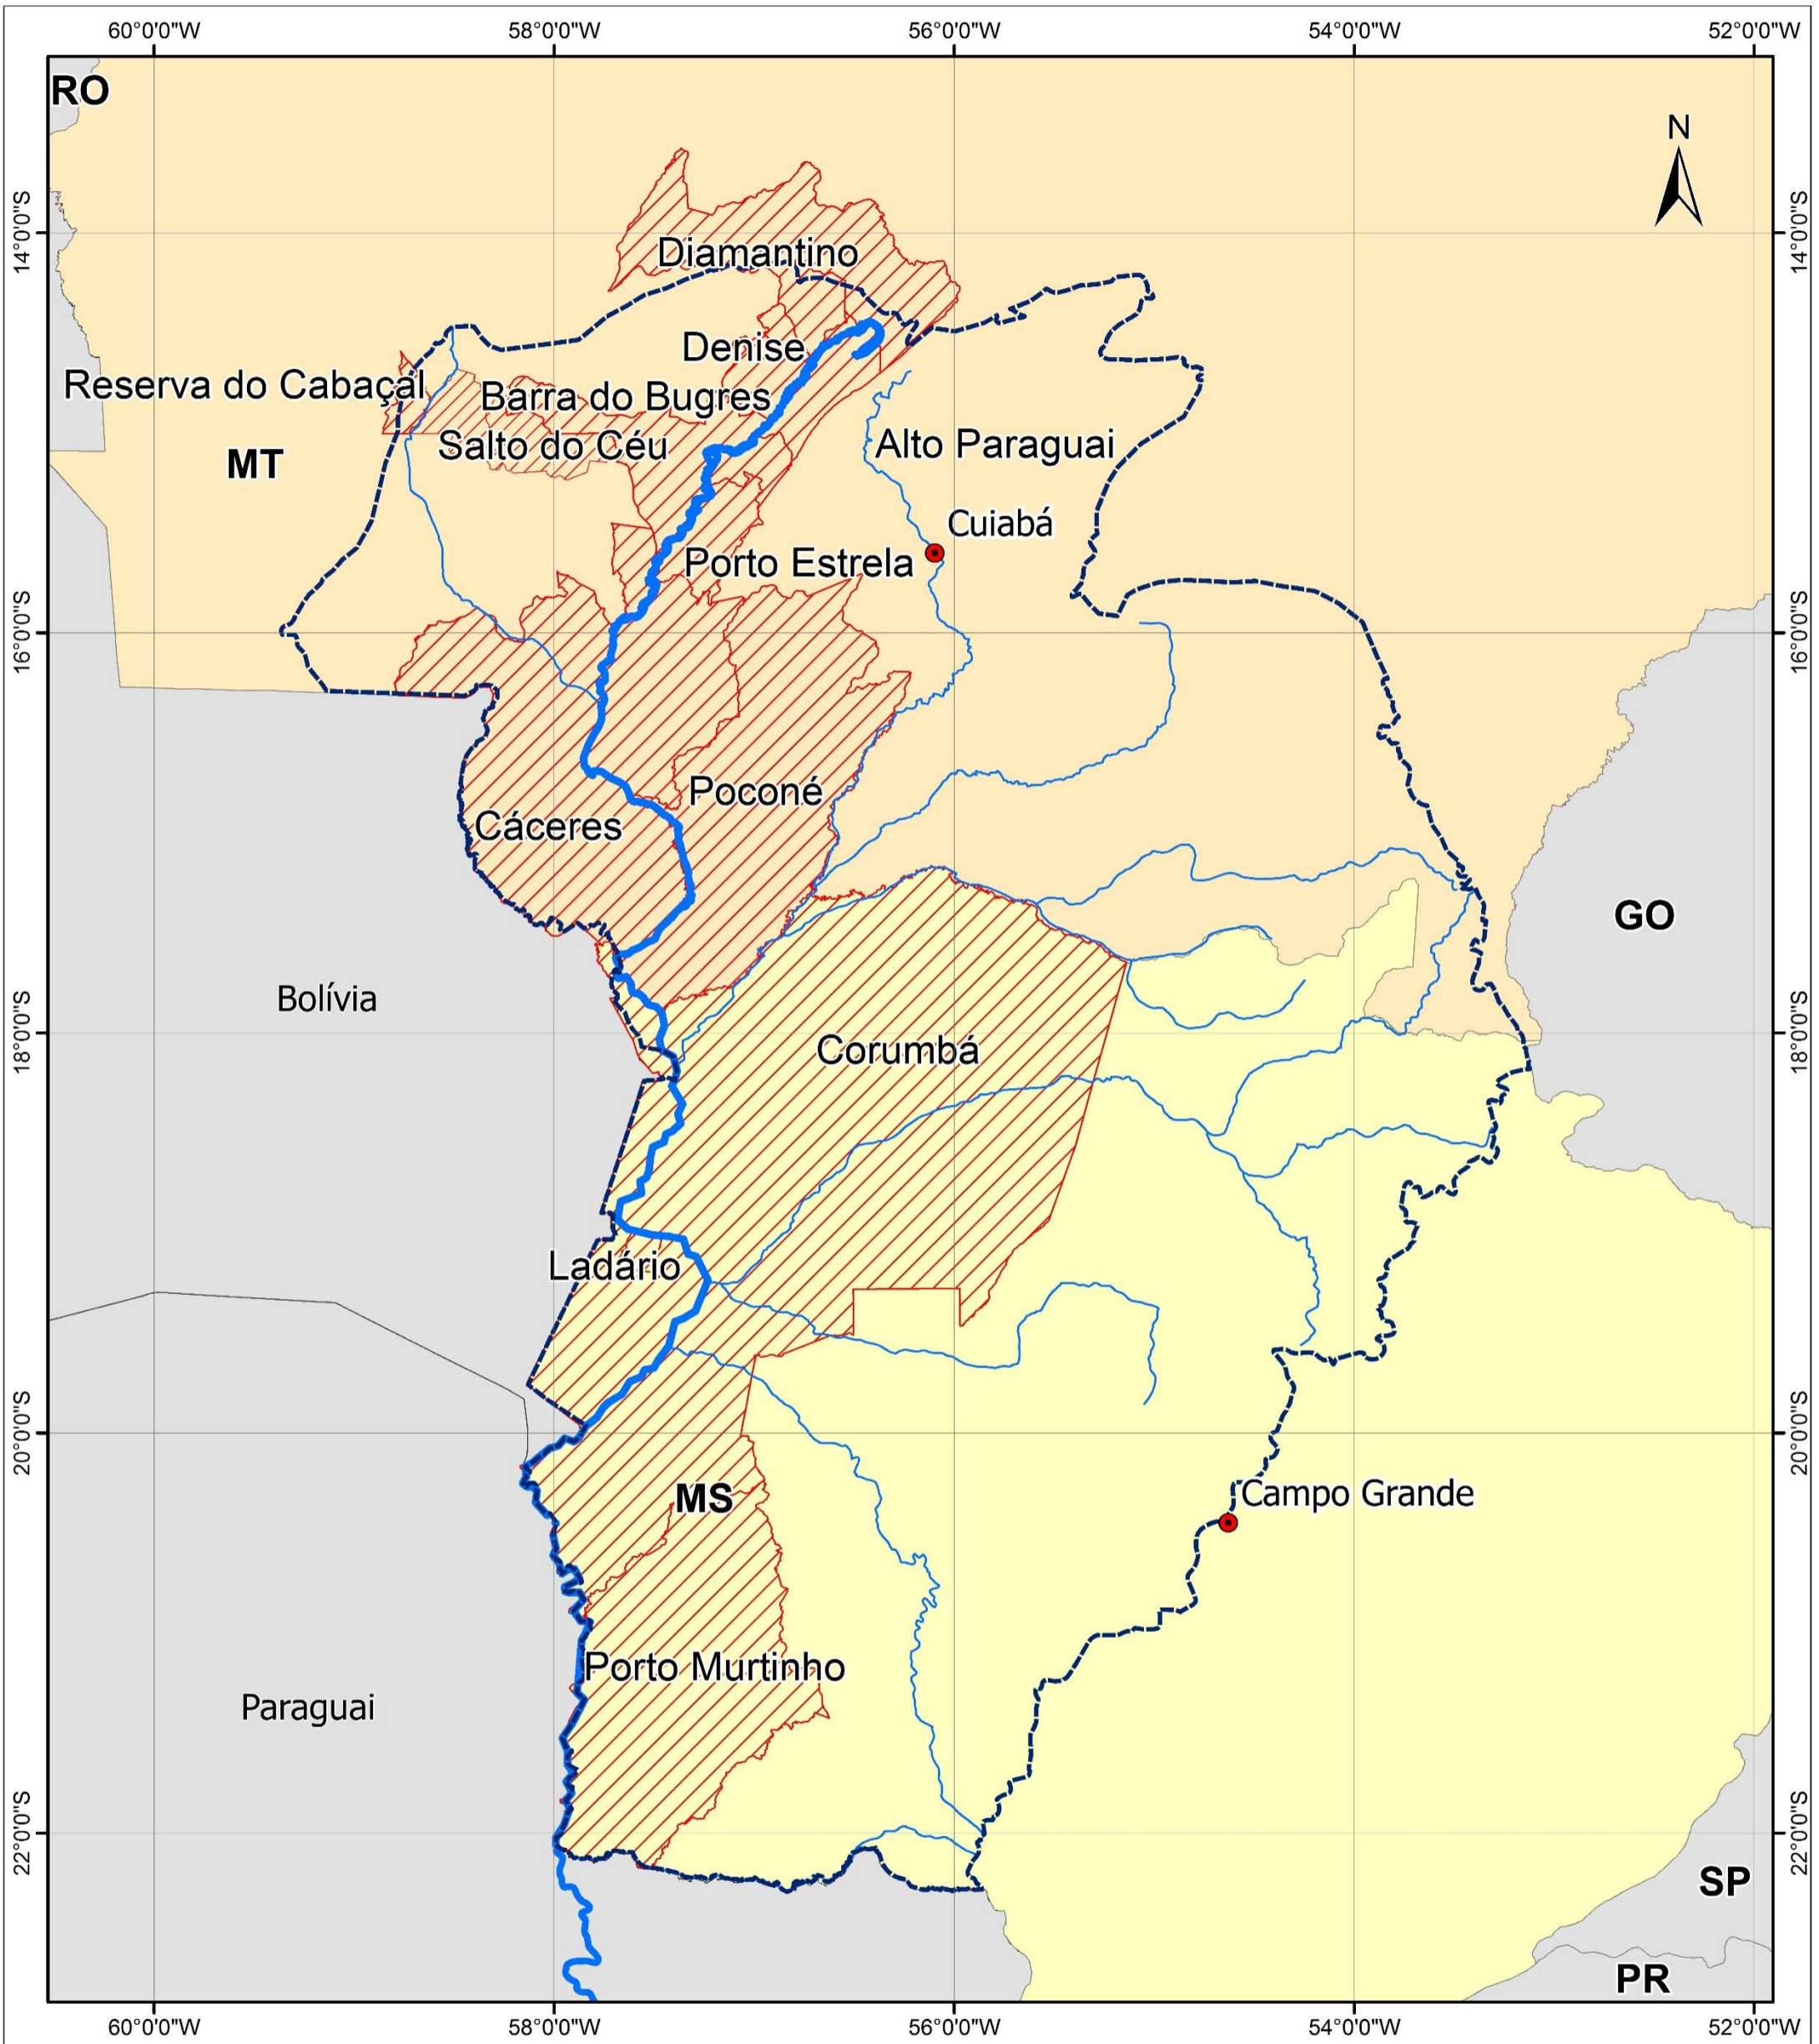 60°0'0"W 58°0'0"W 56°0'0"W 54°0'0"W 52°0'0"W
RO
N
14°0'0"S 14°0'0"S
Diamantino
Denise
Reserva do Cabaçal
Barra do Bugres
Salto do Céu
Alto Paraguai
MT
Cuiabá
Porto Estrela
16°0'0"S 16°0'0"S
Poconé
Cáceres
GO
Bolívia
18°0'0"S 18°0'0"S
Corumbá
Ladário
20°0'0"S 20°0'0"S
MS
Campo Grande
Porto Murtinho
Paraguai
22°0'0"S 22°0'0"S
SP
PR
60°0'0"W 58°0'0"W 56°0'0"W 54°0'0"W 52°0'0"W